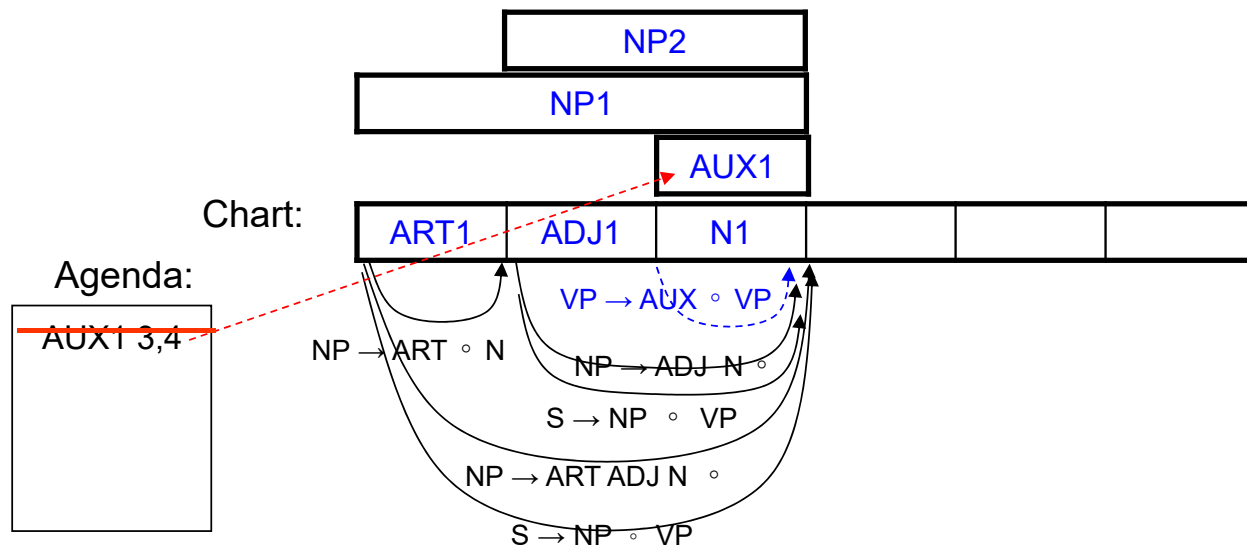 NP2
NP1
AUX1
Chart:
ART1 ADJ1 N1
Agenda:
AUX1 3,4
VP → AUX ∘ VP
NP → ART ∘ N
NP → ADJ N ∘
S → NP ∘ VP
NP → ART ADJ N ∘
S → NP ∘ VP